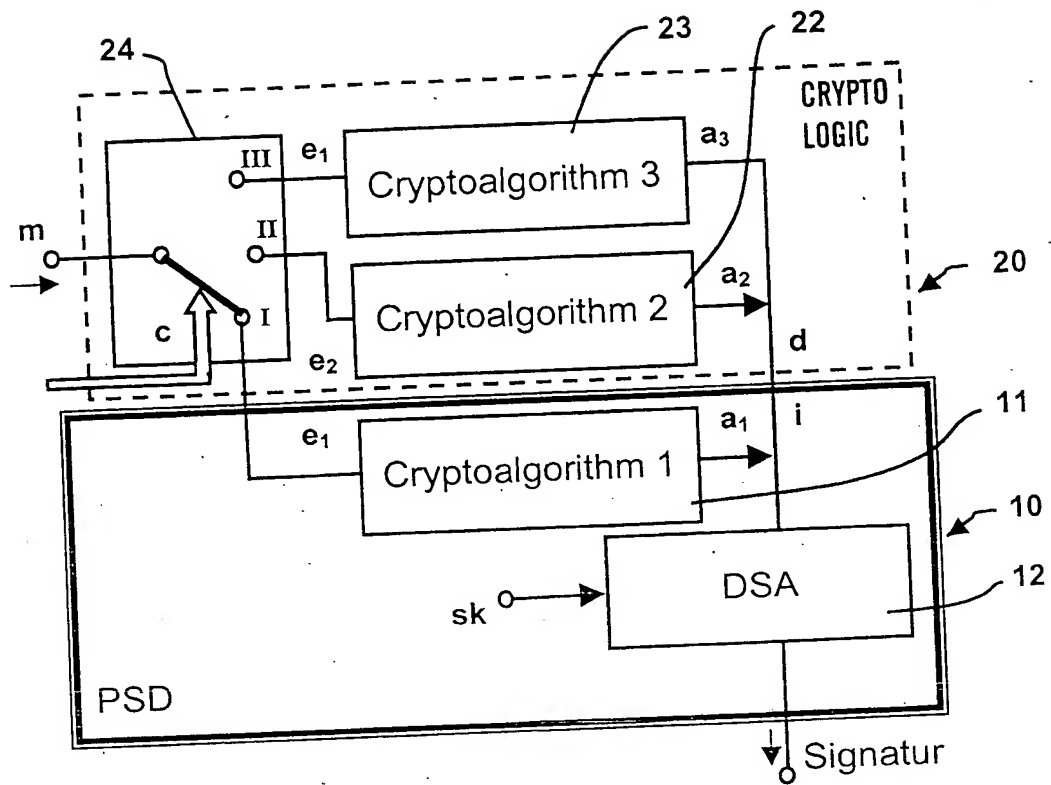 24
23
22
CRYPTO
LOGIC
III
e1
Cryptoalgorithm 3
a3
m
II
Cryptoalgorithm 2
a2
20
c
I
e2
d
e1
Cryptoalgorithm 1
a1
i
11
10
sk
DSA
12
PSD
Signatur